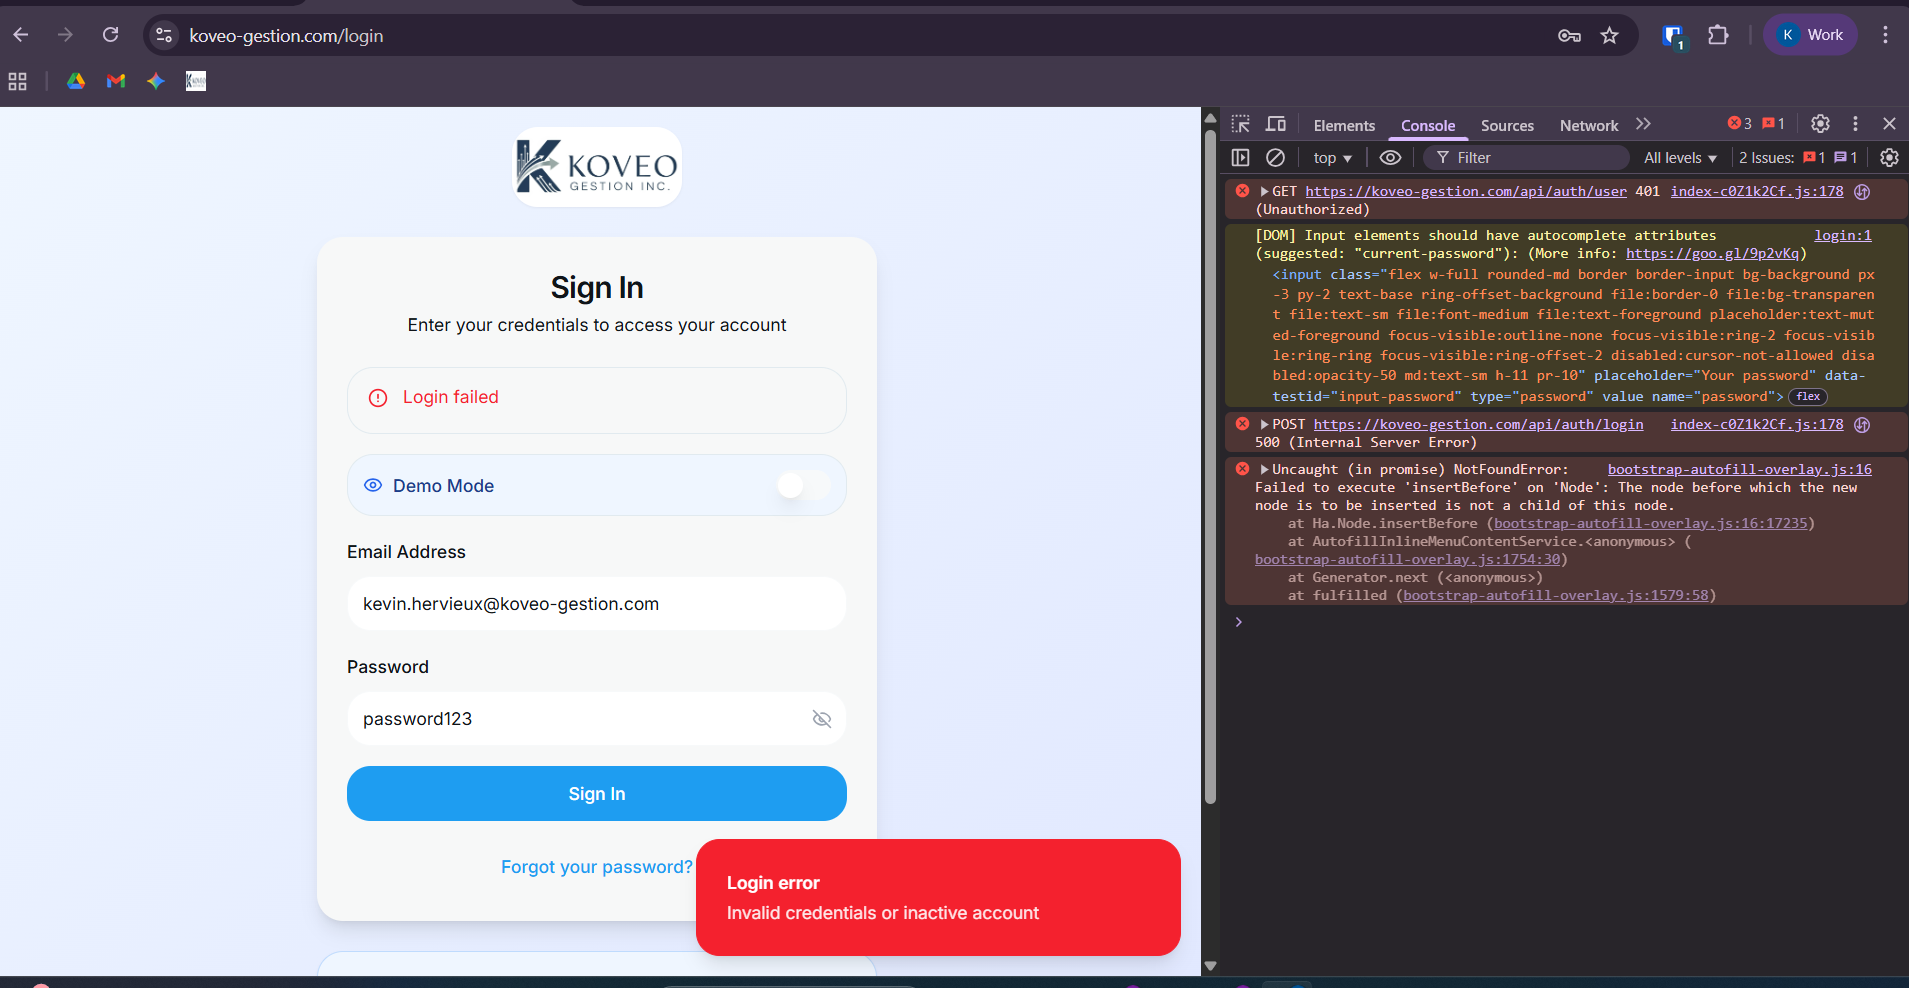 koveo-gestion.com/login
1
K
Work
KOVEO
KOVEO
GESTION INC.
Sign In
Enter your credentials to access your account
Login failed
Demo Mode
Email Address
kevin.hervieux@koveo-gestion.com
Password
password123
Sign In
Forgot your password?
Login error
Invalid credentials or inactive account
Elements
Console
Sources
Network
3
1
top
Filter
All levels
2 Issues:
1
1
GET https://koveo-gestion.com/api/auth/user 401 index-c0Z1k2Cf.js:178
(Unauthorized)
[DOM] Input elements should have autocomplete attributes login:1
(suggested: "current-password"): (More info: https://goo.gl/9p2vKq)
<input class="flex w-full rounded-md border border-input bg-background px
-3 py-2 text-base ring-offset-background file:border-0 file:bg-transparen
t file:text-sm file:font-medium file:text-foreground placeholder:text-mut
ed-foreground focus-visible:outline-none focus-visible:ring-2 focus-visib
le:ring-ring focus-visible:ring-offset-2 disabled:cursor-not-allowed disa
bled:opacity-50 md:text-sm h-11 pr-10" placeholder="Your password" data-
testid="input-password" type="password" value name="password"> flex
POST https://koveo-gestion.com/api/auth/login index-c0Z1k2Cf.js:178
500 (Internal Server Error)
Uncaught (in promise) NotFoundError: bootstrap-autofill-overlay.js:16
Failed to execute 'insertBefore' on 'Node': The node before which the new
node is to be inserted is not a child of this node.
at Ha.Node.insertBefore (bootstrap-autofill-overlay.js:16:17235)
at AutofillInlineMenuContentService.<anonymous> (
bootstrap-autofill-overlay.js:1754:30)
at Generator.next (<anonymous>)
at fulfilled (bootstrap-autofill-overlay.js:1579:58)